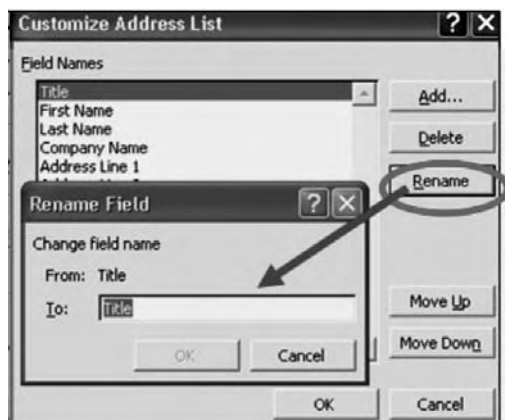 Customize Address List
Field Names
Title
First Name
Last Name
Company Name
Address Line 1
Add...
Delete
Rename
Rename Field
Change field name
From: Title
To: Title
OK Cancel
Move Up
Move Down
OK Cancel